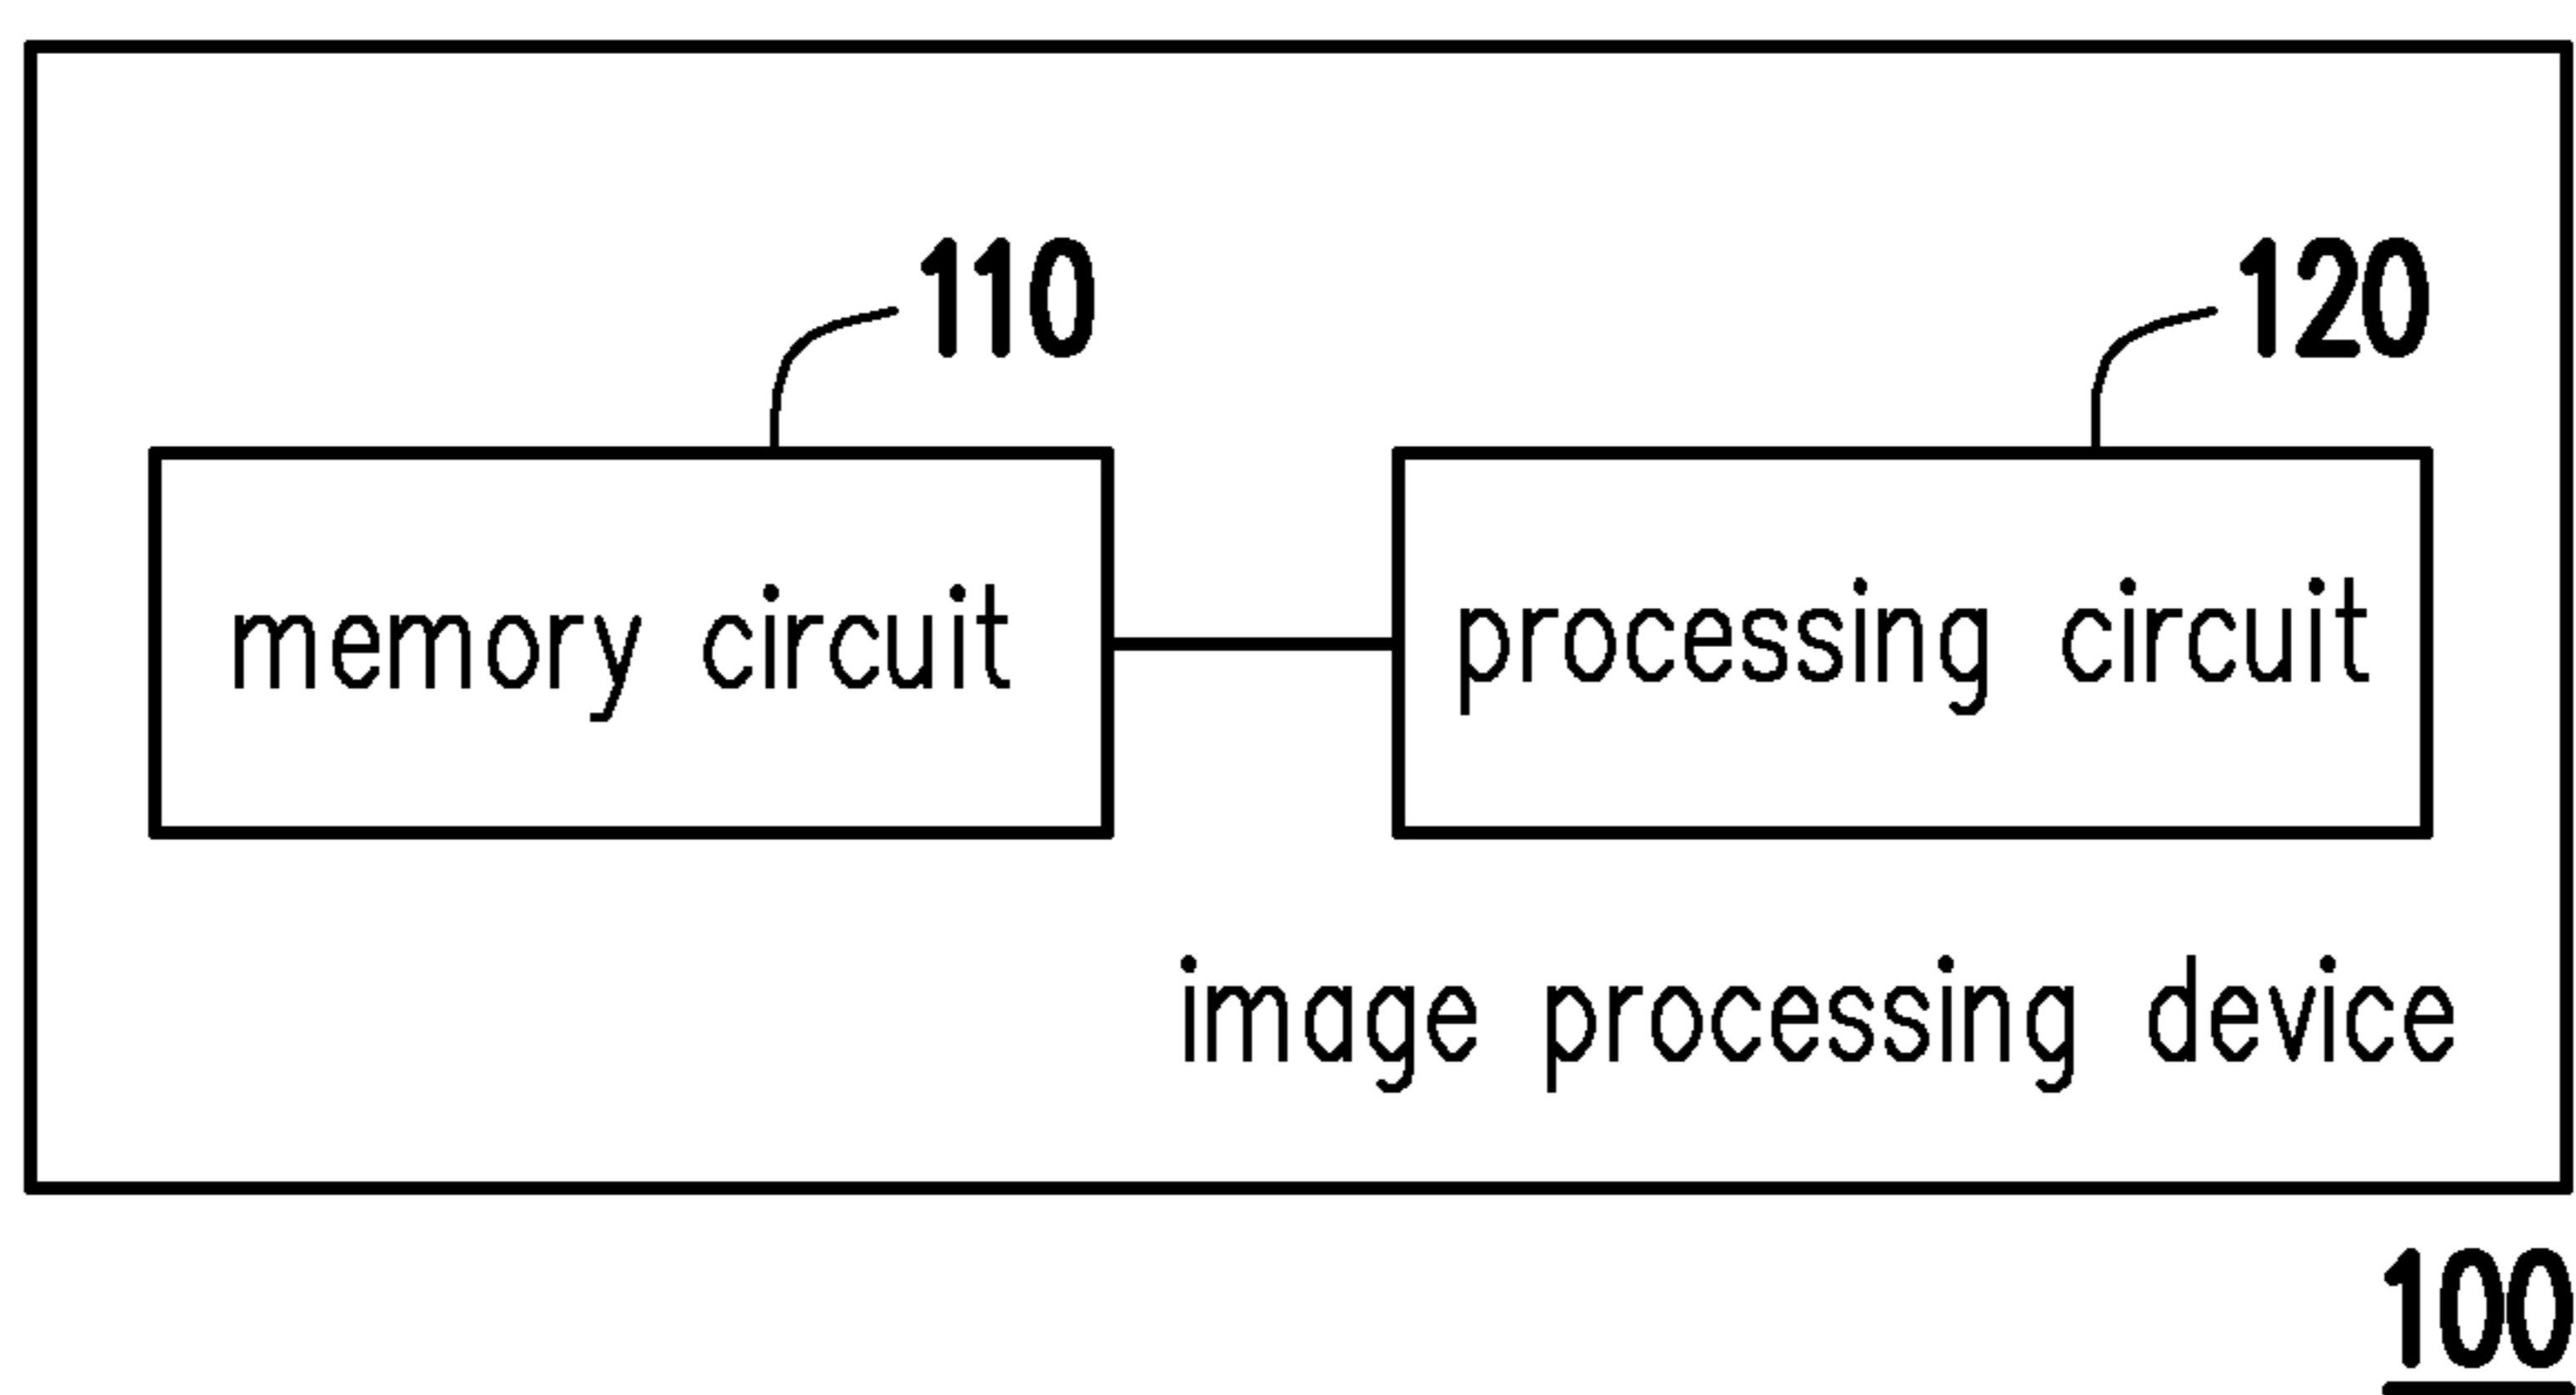 110 120
memory circuit processing circuit
image processing device
100